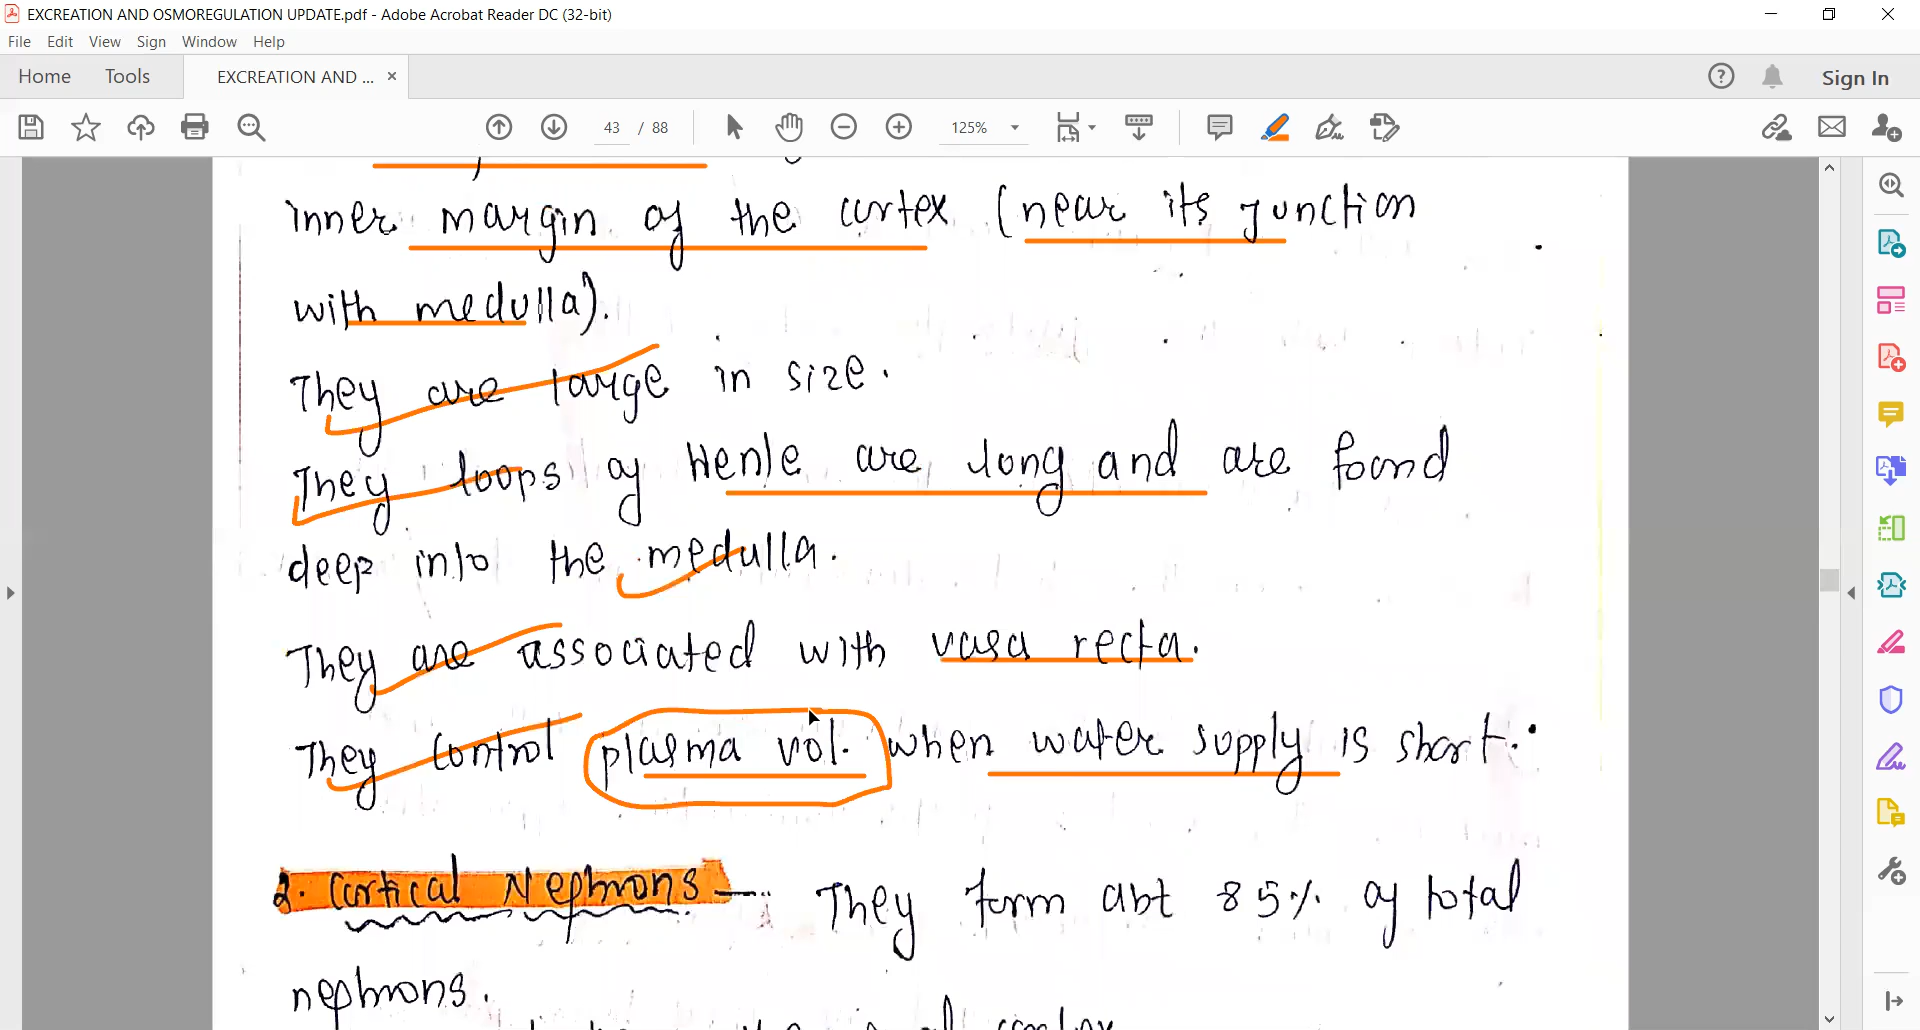 EXCREATION AND OSMOREGULATION UPDATE.pdf - Adobe Acrobat Reader DC (32-bit)
File Edit View Sign Window Help
Home Tools EXCREATION AND ... × Sign In
43 / 88 125%
inner margin of the cortex (near its junction
with medulla).
They are large in size.
They loops of Henle are long and are found
deep into the medulla.
They are associated with vasa recta.
They control plasma vol. when water supply is short.
2. Cortical Nephrons - They form abt 85% of total
nephrons.